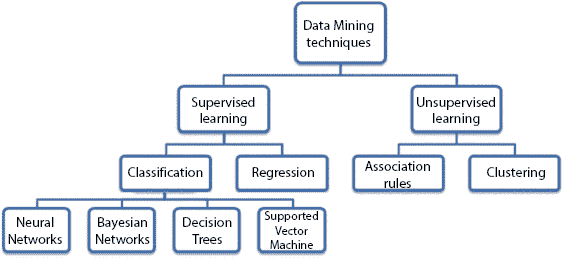 Data Mining
techniques
Supervised
learning
Unsupervised
learning
Classification
Regression
Association
rules
Clustering
Neural
Networks
Bayesian
Networks
Decision
Trees
Supported
Vector
Machine